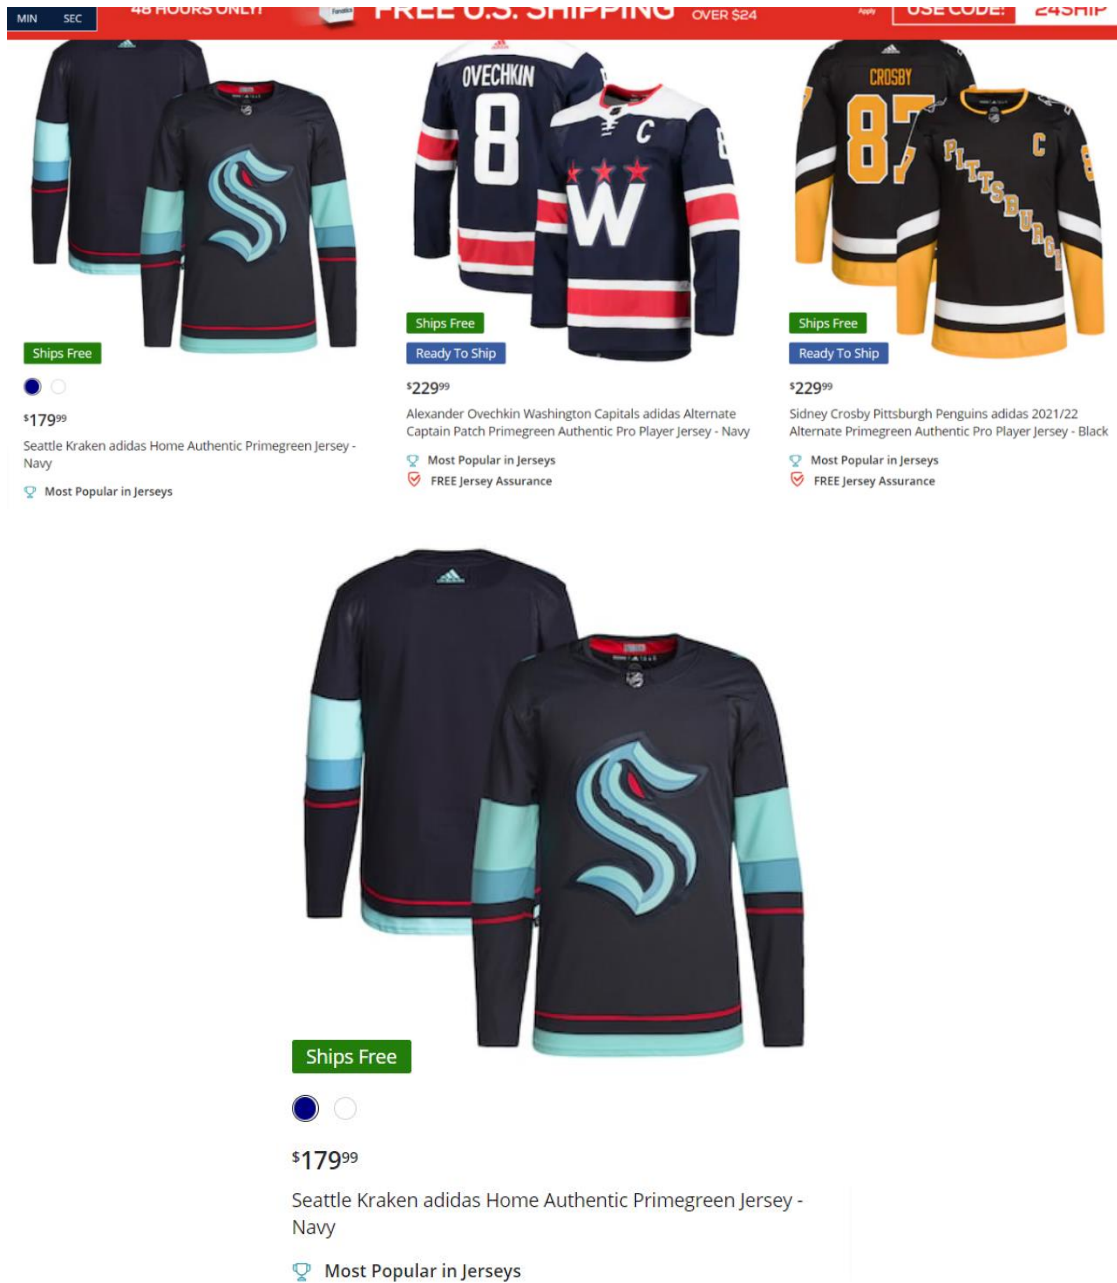 MIN SEC
48 HOURS ONLY!
Fanatics
FREE U.S. SHIPPING OVER $24
Apply
USE CODE: 24SHIP
OVECHKIN
8
C
8
W
CROSBY
87
C
PITTSBURGH
Ships Free
$179.99
Seattle Kraken adidas Home Authentic Primegreen Jersey -
Navy
Most Popular in Jerseys
Ships Free
Ready To Ship
$229.99
Alexander Ovechkin Washington Capitals adidas Alternate
Captain Patch Primegreen Authentic Pro Player Jersey - Navy
Most Popular in Jerseys
FREE Jersey Assurance
Ships Free
Ready To Ship
$229.99
Sidney Crosby Pittsburgh Penguins adidas 2021/22
Alternate Primegreen Authentic Pro Player Jersey - Black
Most Popular in Jerseys
FREE Jersey Assurance
Ships Free
$179.99
Seattle Kraken adidas Home Authentic Primegreen Jersey -
Navy
Most Popular in Jerseys